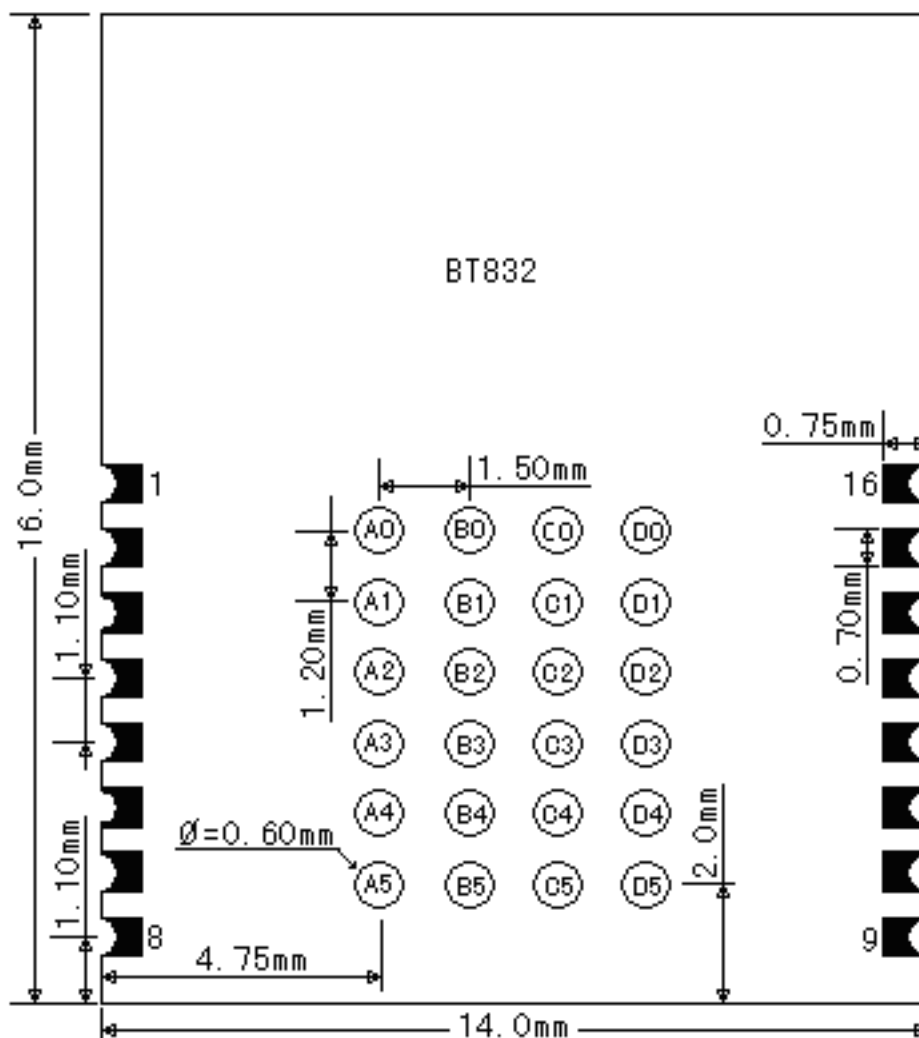 BT832
16.0mm
0.75mm
1
1.50mm
16
A0 B0 C0 D0
1.10mm
1.20mm
0.70mm
A1 B1 C1 D1
A2 B2 C2 D2
A3 B3 C3 D3
A4 B4 C4 D4
Ø=0.60mm
2.0mm
A5 B5 C5 D5
1.10mm
8
9
4.75mm
14.0mm